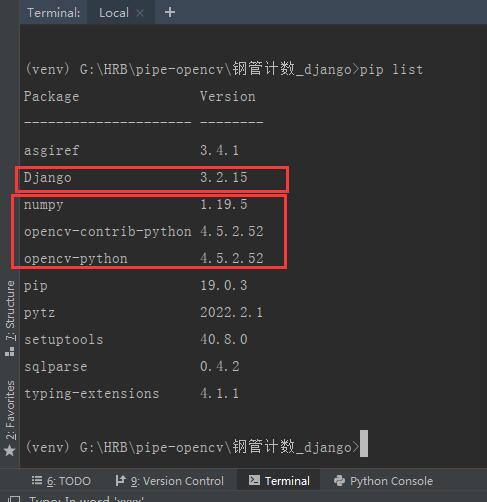 Terminal: Local × +
(venv) G:\HRB\pipe-opencv\钢管计数_django>pip list
Package Version
--------------------- --------
asgiref 3.4.1
Django 3.2.15
numpy 1.19.5
opencv-contrib-python 4.5.2.52
opencv-python 4.5.2.52
pip 19.0.3
pytz 2022.2.1
setuptools 40.8.0
sqlparse 0.4.2
typing-extensions 4.1.1
(venv) G:\HRB\pipe-opencv\钢管计数_django>
7: Structure
2: Favorites
6: TODO 9: Version Control Terminal Python Console
Typo: In word 'xxxx'